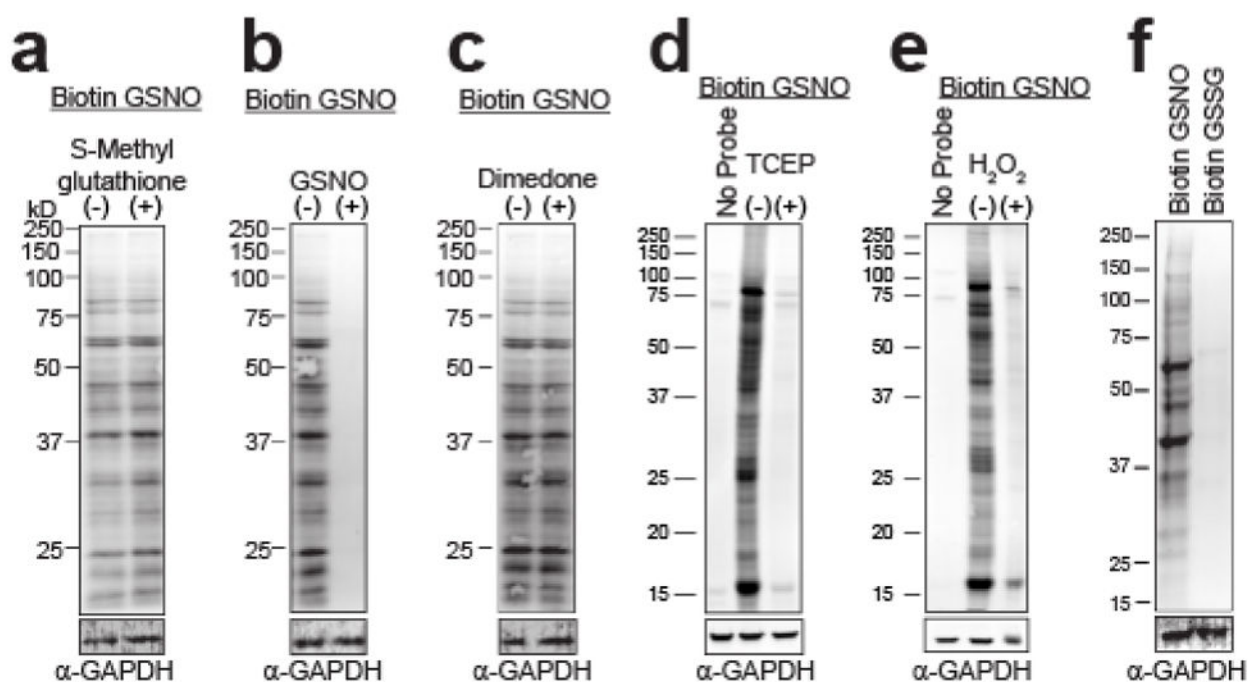 a
Biotin GSNO
S-Methyl
glutathione
kD (-) (+)
250
150
100
75
50
37
25
α-GAPDH
b
Biotin GSNO
GSNO
(-) (+)
250
150
100
75
50
37
25
α-GAPDH
c
Biotin GSNO
Dimedone
(-) (+)
250
150
100
75
50
37
25
α-GAPDH
d
Biotin GSNO
No Probe
TCEP
(-) (+)
250
150
100
75
50
37
25
20
15
α-GAPDH
e
Biotin GSNO
No Probe
H₂O₂
(-) (+)
250
150
100
75
50
37
25
20
15
α-GAPDH
f
Biotin GSNO
Biotin GSSG
250
150
100
75
50
37
25
15
α-GAPDH